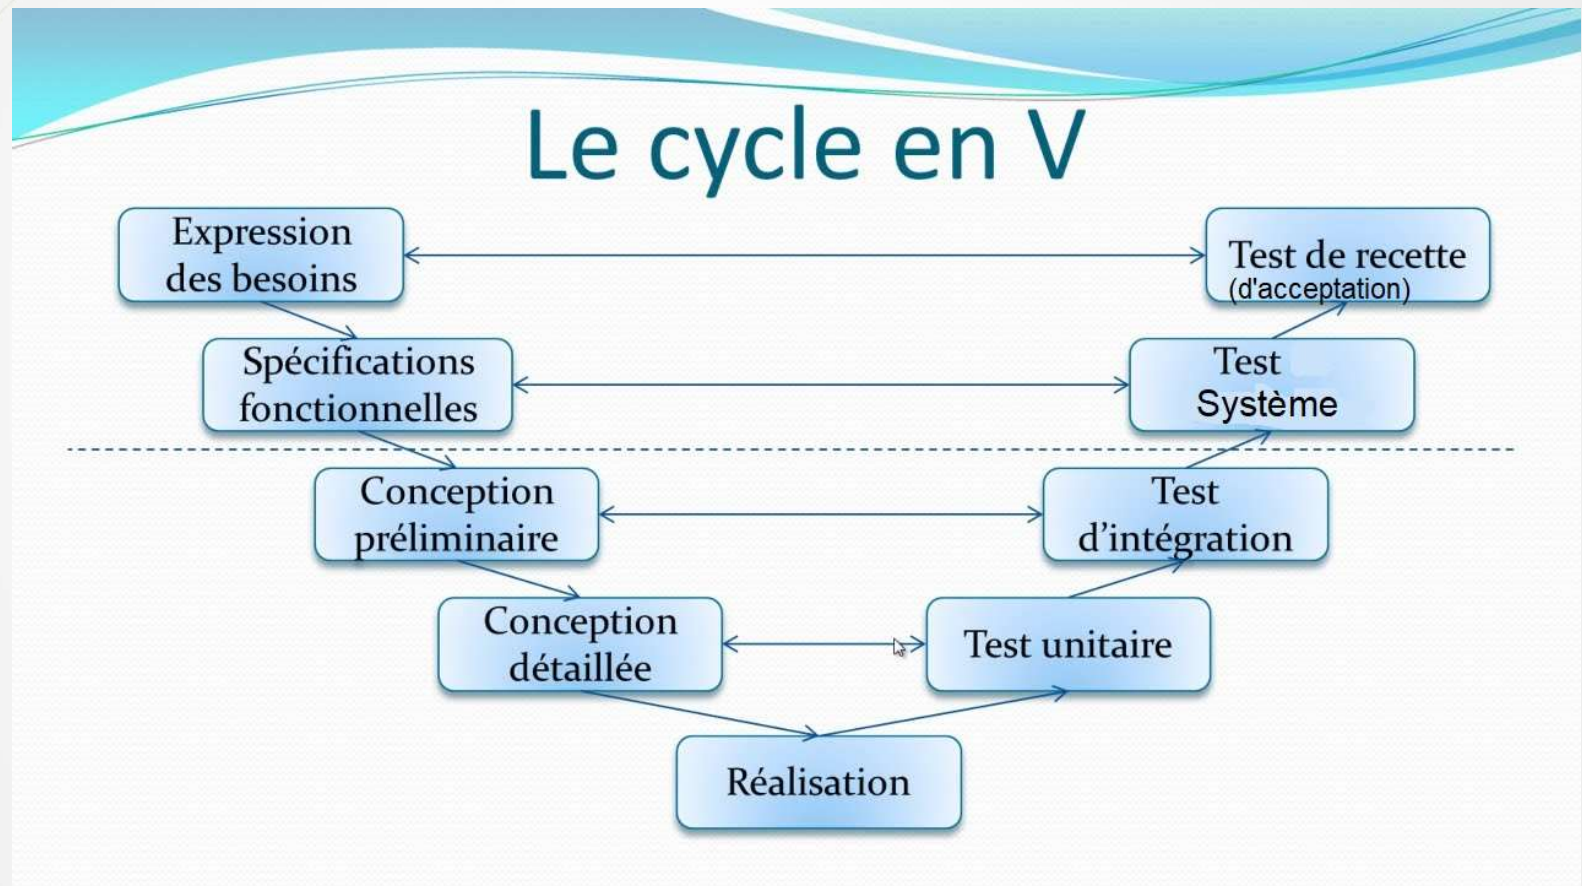 Le cycle en V
Expression
des besoins
Test de recette
(d'acceptation)
Spécifications
fonctionnelles
Test
Système
Conception
préliminaire
Test
d’intégration
Conception
détaillée
Test unitaire
Réalisation